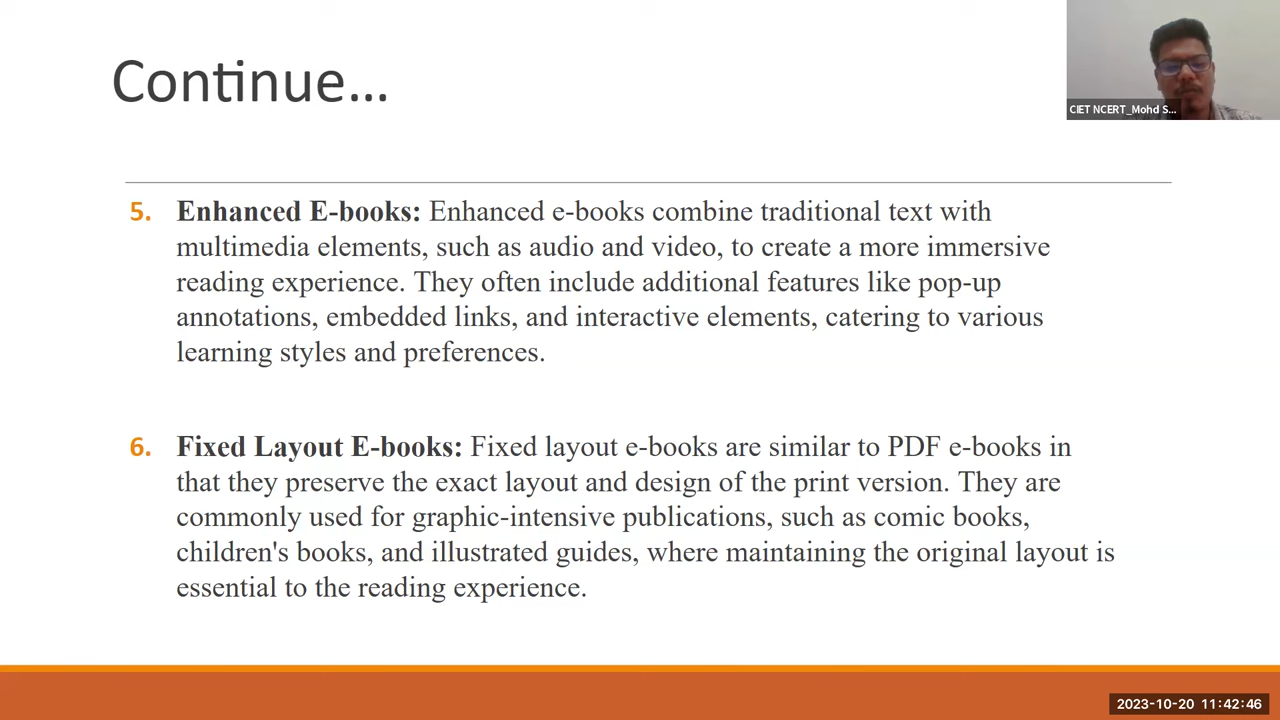 Continue...
CIET NCERT_Mohd S...
5. Enhanced E-books: Enhanced e-books combine traditional text with
multimedia elements, such as audio and video, to create a more immersive
reading experience. They often include additional features like pop-up
annotations, embedded links, and interactive elements, catering to various
learning styles and preferences.
6. Fixed Layout E-books: Fixed layout e-books are similar to PDF e-books in
that they preserve the exact layout and design of the print version. They are
commonly used for graphic-intensive publications, such as comic books,
children's books, and illustrated guides, where maintaining the original layout is
essential to the reading experience.
2023-10-20 11:42:46